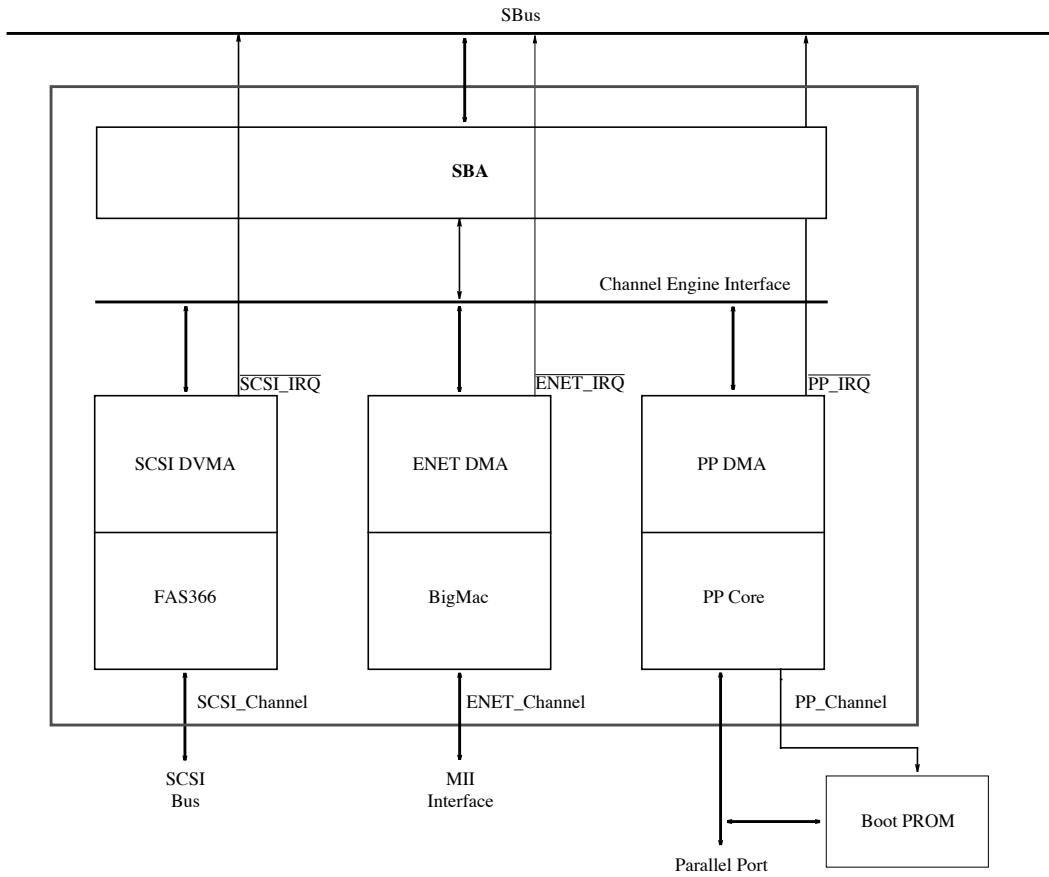 SBus
SBA
Channel Engine Interface
SCSI_IRQ
ENET_IRQ
PP_IRQ
SCSI DVMA
ENET DMA
PP DMA
FAS366
BigMac
PP Core
SCSI_Channel
ENET_Channel
PP_Channel
SCSI
Bus
MII
Interface
Boot PROM
Parallel Port